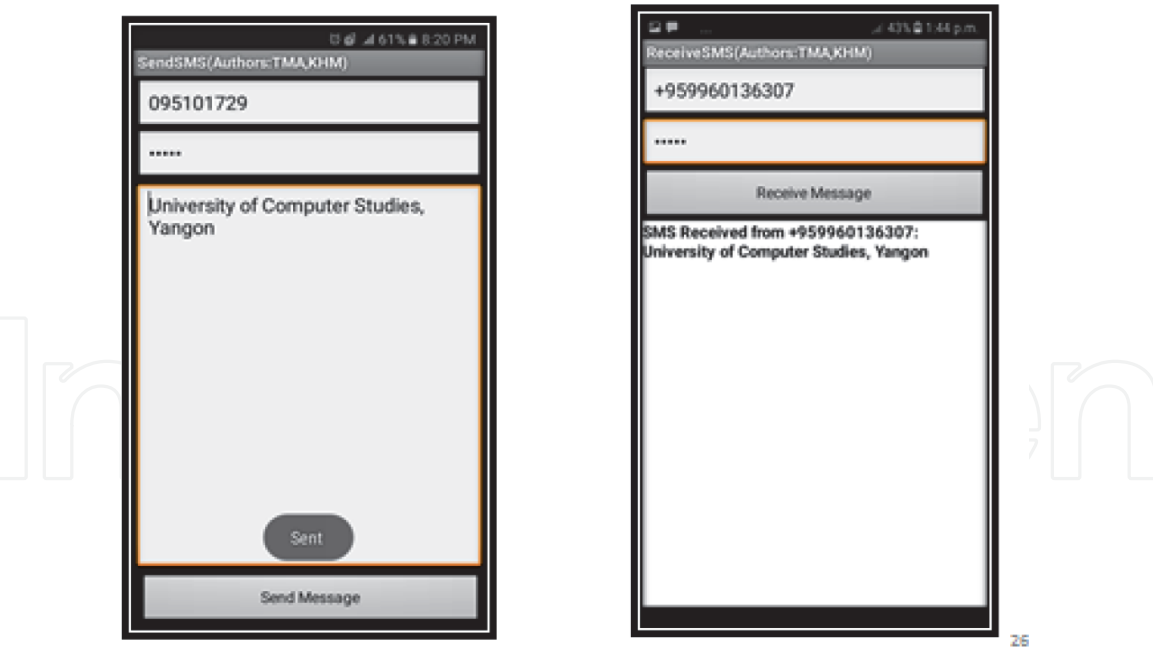 61% 8:20 PM
SendSMS(Authors:TMA,KHM)
095101729
•••••
University of Computer Studies,
Yangon
Sent
Send Message
... 43% 1:44 p.m.
ReceiveSMS(Authors:TMA,KHM)
+959960136307
•••••
Receive Message
SMS Received from +959960136307:
University of Computer Studies, Yangon
26